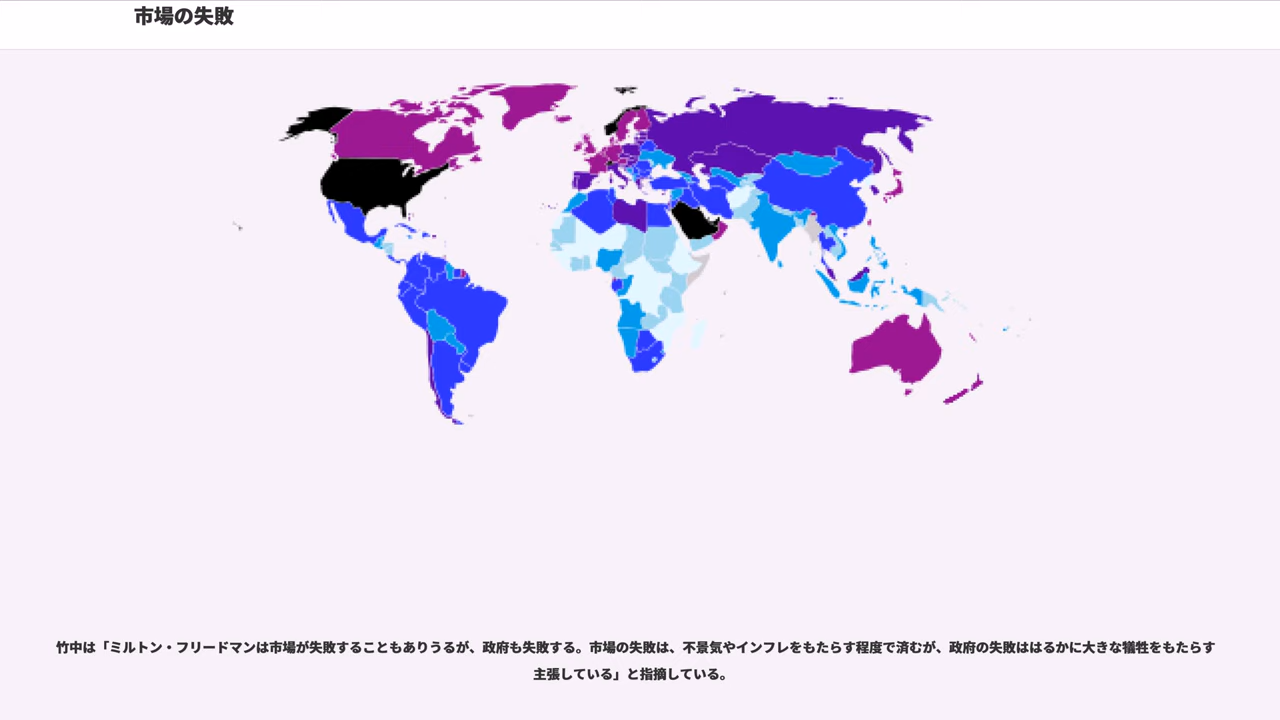 市場の失敗
竹中は「ミルトン・フリードマンは市場が失敗することもありうるが、政府も失敗する。市場の失敗は、不景気やインフレをもたらす程度で済むが、政府の失敗ははるかに大きな犠牲をもたらす
主張している」と指摘している。